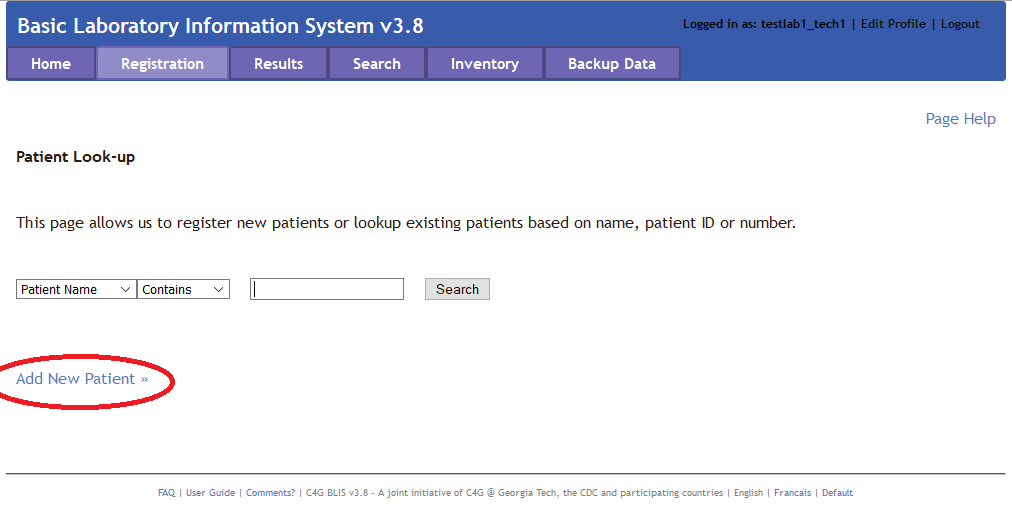 Basic Laboratory Information System v3.8
Logged in as: testlab1_tech1 | Edit Profile | Logout
Home Registration Results Search Inventory Backup Data
Page Help
Patient Look-up
This page allows us to register new patients or lookup existing patients based on name, patient ID or number.
Patient Name Contains Search
Add New Patient »
FAQ | User Guide | Comments? | C4G BLIS v3.8 - A joint initiative of C4G @ Georgia Tech, the CDC and participating countries | English | Francais | Default